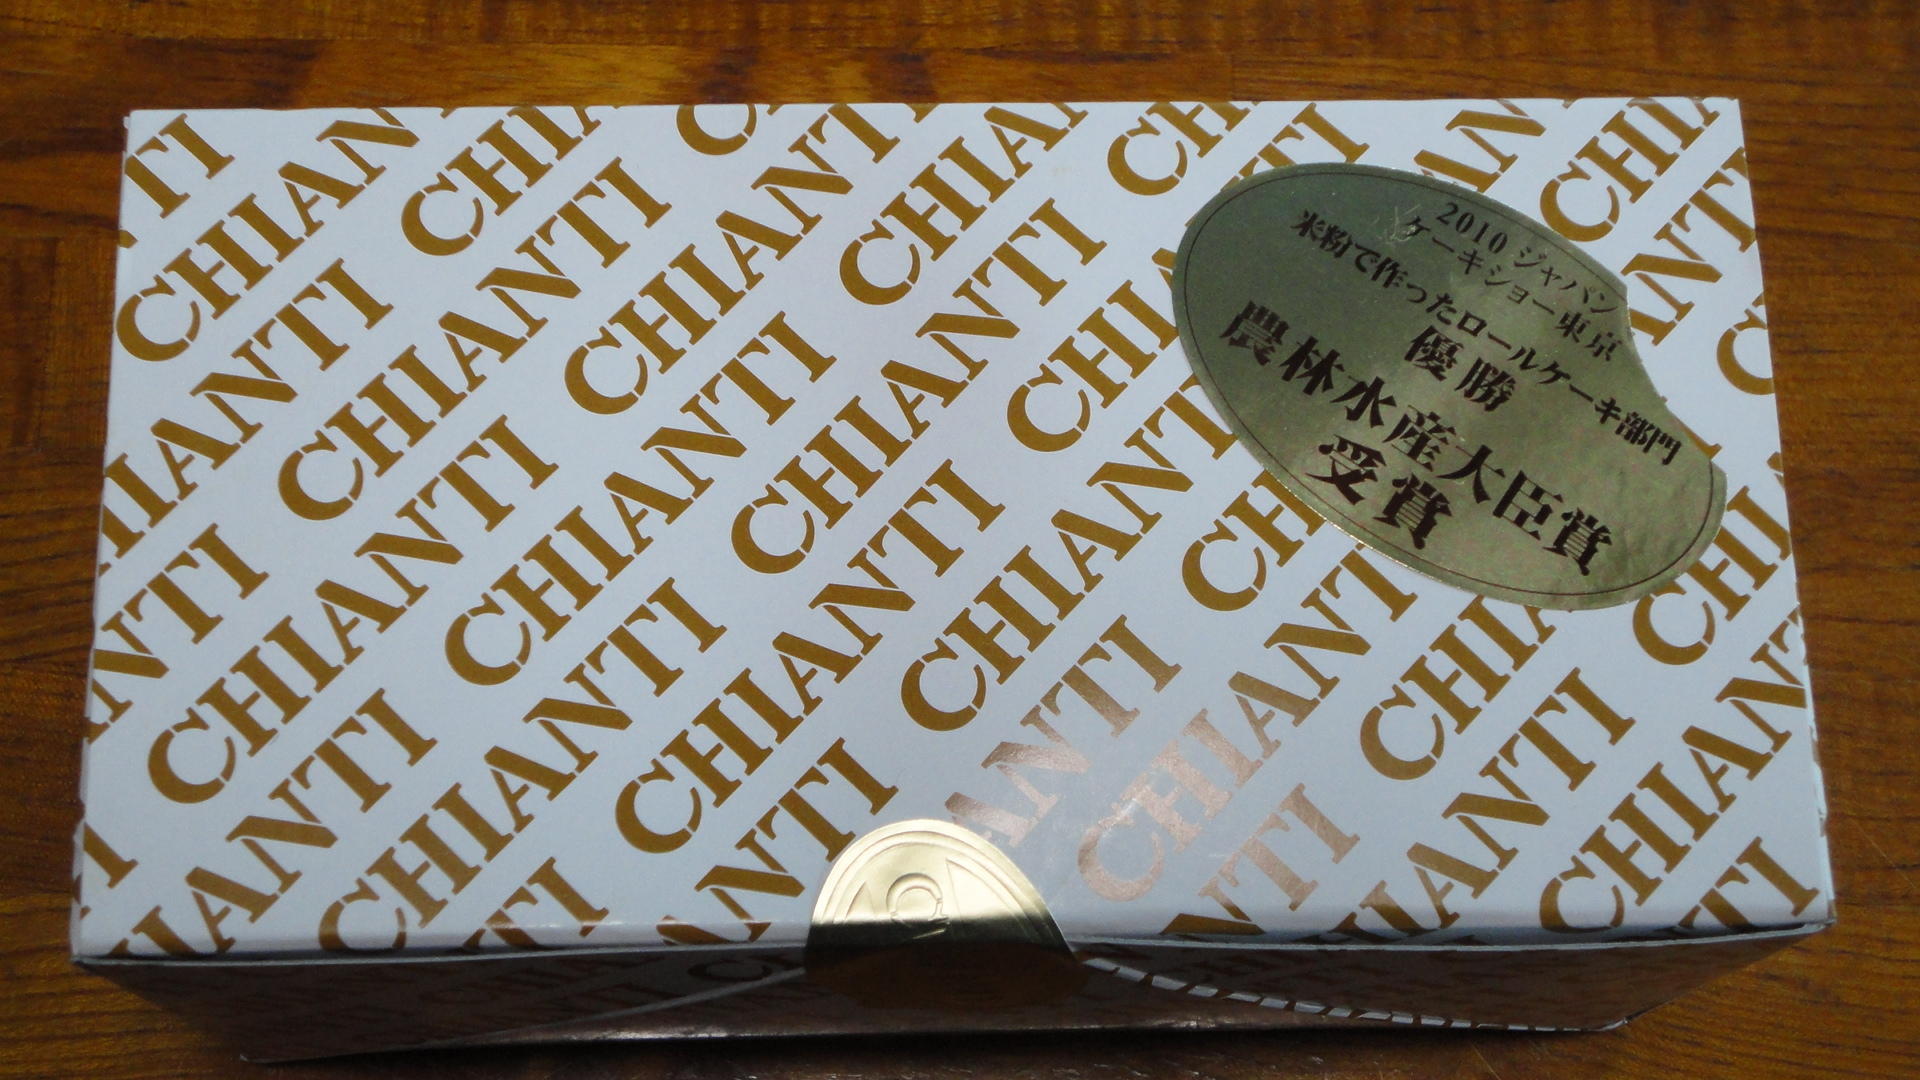 CHIANTI
2010 ジャパン
ケーキショー東京
米粉で作ったロールケーキ部門
優勝
農林水産大臣賞
受賞